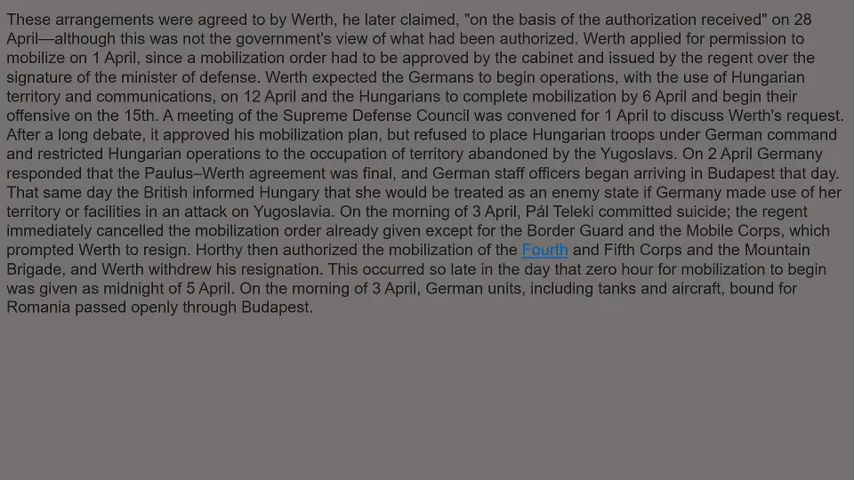 These arrangements were agreed to by Werth, he later claimed, "on the basis of the authorization received" on 28
April—although this was not the government's view of what had been authorized. Werth applied for permission to
mobilize on 1 April, since a mobilization order had to be approved by the cabinet and issued by the regent over the
signature of the minister of defense. Werth expected the Germans to begin operations, with the use of Hungarian
territory and communications, on 12 April and the Hungarians to complete mobilization by 6 April and begin their
offensive on the 15th. A meeting of the Supreme Defense Council was convened for 1 April to discuss Werth's request.
After a long debate, it approved his mobilization plan, but refused to place Hungarian troops under German command
and restricted Hungarian operations to the occupation of territory abandoned by the Yugoslavs. On 2 April Germany
responded that the Paulus–Werth agreement was final, and German staff officers began arriving in Budapest that day.
That same day the British informed Hungary that she would be treated as an enemy state if Germany made use of her
territory or facilities in an attack on Yugoslavia. On the morning of 3 April, Pál Teleki committed suicide; the regent
immediately cancelled the mobilization order already given except for the Border Guard and the Mobile Corps, which
prompted Werth to resign. Horthy then authorized the mobilization of the Fourth and Fifth Corps and the Mountain
Brigade, and Werth withdrew his resignation. This occurred so late in the day that zero hour for mobilization to begin
was given as midnight of 5 April. On the morning of 3 April, German units, including tanks and aircraft, bound for
Romania passed openly through Budapest.